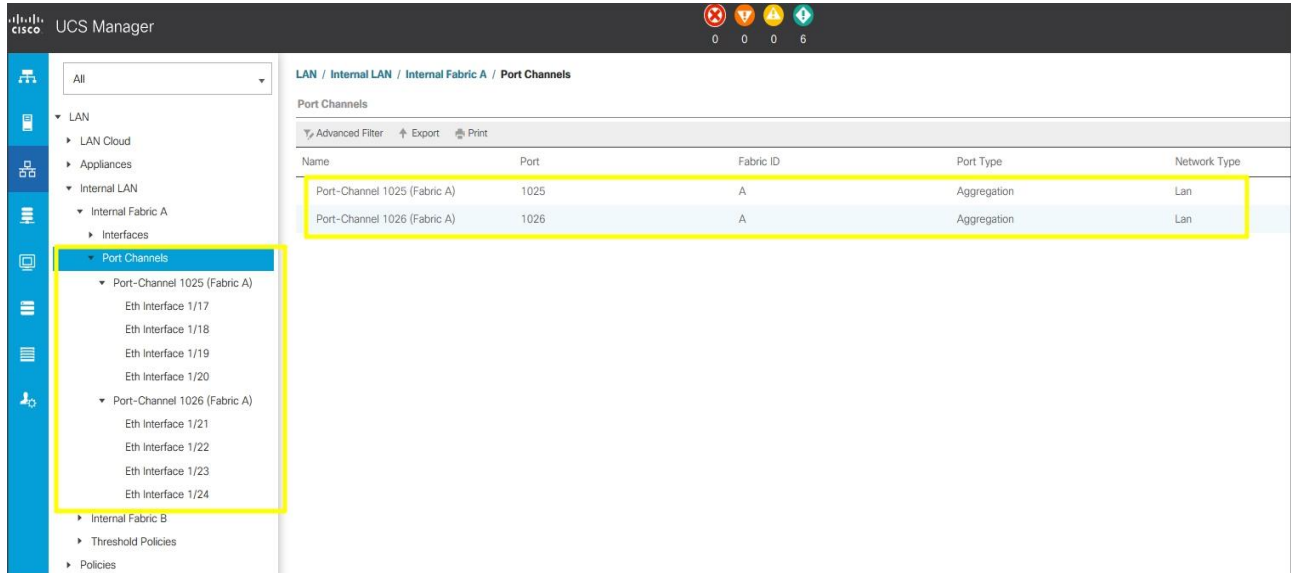 CISCO UCS Manager
0 0 0 6
All
LAN / Internal LAN / Internal Fabric A / Port Channels
Port Channels
Advanced Filter Export Print
Name Port Fabric ID Port Type Network Type
Port-Channel 1025 (Fabric A) 1025 A Aggregation Lan
Port-Channel 1026 (Fabric A) 1026 A Aggregation Lan
LAN
LAN Cloud
Appliances
Internal LAN
Internal Fabric A
Interfaces
Port Channels
Port-Channel 1025 (Fabric A)
Eth Interface 1/17
Eth Interface 1/18
Eth Interface 1/19
Eth Interface 1/20
Port-Channel 1026 (Fabric A)
Eth Interface 1/21
Eth Interface 1/22
Eth Interface 1/23
Eth Interface 1/24
Internal Fabric B
Threshold Policies
Policies